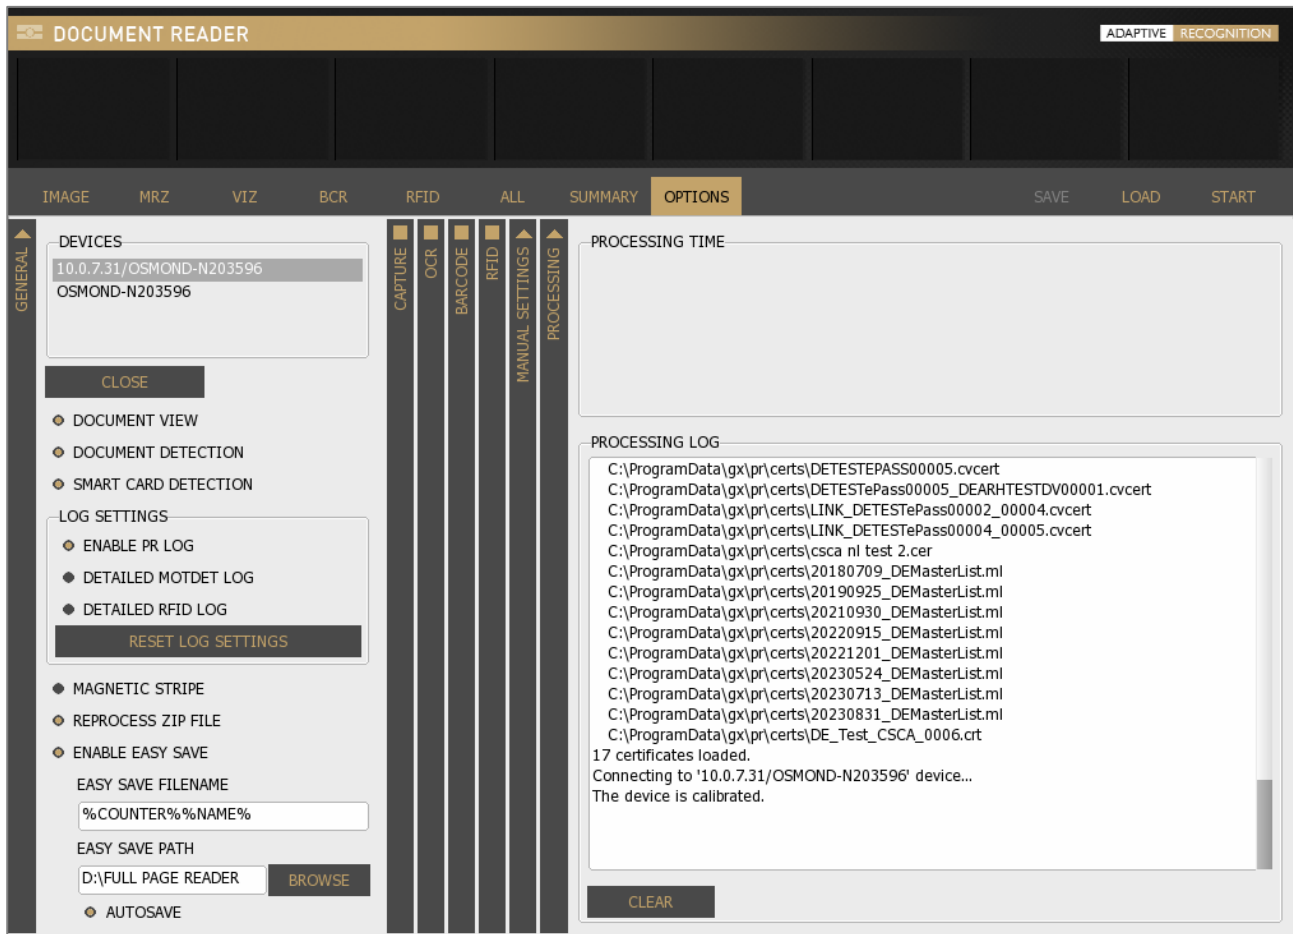 DOCUMENT READER
ADAPTIVE RECOGNITION
IMAGE MRZ VIZ BCR RFID ALL SUMMARY OPTIONS SAVE LOAD START
GENERAL
DEVICES
10.0.7.31/OSMOND-N203596
OSMOND-N203596
CLOSE
DOCUMENT VIEW
DOCUMENT DETECTION
SMART CARD DETECTION
LOG SETTINGS
ENABLE PR LOG
DETAILED MOTDET LOG
DETAILED RFID LOG
RESET LOG SETTINGS
MAGNETIC STRIPE
REPROCESS ZIP FILE
ENABLE EASY SAVE
EASY SAVE FILENAME
%COUNTER%%NAME%
EASY SAVE PATH
D:\FULL PAGE READER
BROWSE
AUTOSAVE
CAPTURE
OCR
BARCODE
RFID
MANUAL SETTINGS
PROCESSING
PROCESSING TIME
PROCESSING LOG
C:\ProgramData\gx\pr\certs\DETESTEPASS00005.cvcert
C:\ProgramData\gx\pr\certs\DETESTePass00005_DEARHTESTDV00001.cvcert
C:\ProgramData\gx\pr\certs\LINK_DETESTePass00002_00004.cvcert
C:\ProgramData\gx\pr\certs\LINK_DETESTePass00004_00005.cvcert
C:\ProgramData\gx\pr\certs\csca nl test 2.cer
C:\ProgramData\gx\pr\certs\20180709_DEMasterList.ml
C:\ProgramData\gx\pr\certs\20190925_DEMasterList.ml
C:\ProgramData\gx\pr\certs\20210930_DEMasterList.ml
C:\ProgramData\gx\pr\certs\20220915_DEMasterList.ml
C:\ProgramData\gx\pr\certs\20221201_DEMasterList.ml
C:\ProgramData\gx\pr\certs\20230524_DEMasterList.ml
C:\ProgramData\gx\pr\certs\20230713_DEMasterList.ml
C:\ProgramData\gx\pr\certs\20230831_DEMasterList.ml
C:\ProgramData\gx\pr\certs\DE_Test_CSCA_0006.crt
17 certificates loaded.
Connecting to '10.0.7.31/OSMOND-N203596' device...
The device is calibrated.
CLEAR